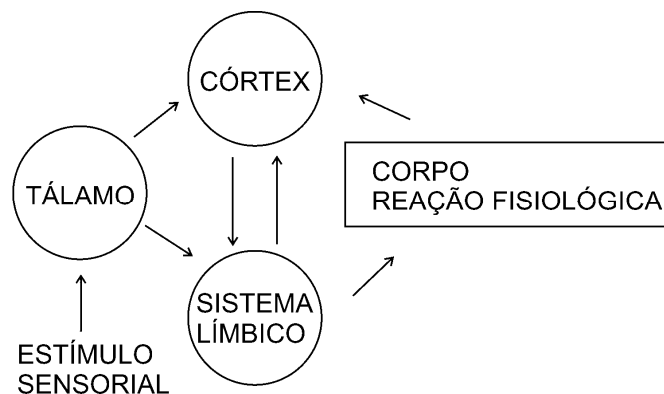 CÓRTEX
CORPO
REAÇÃO FISIOLÓGICA
TÁLAMO
SISTEMA
LÍMBICO
ESTÍMULO
SENSORIAL